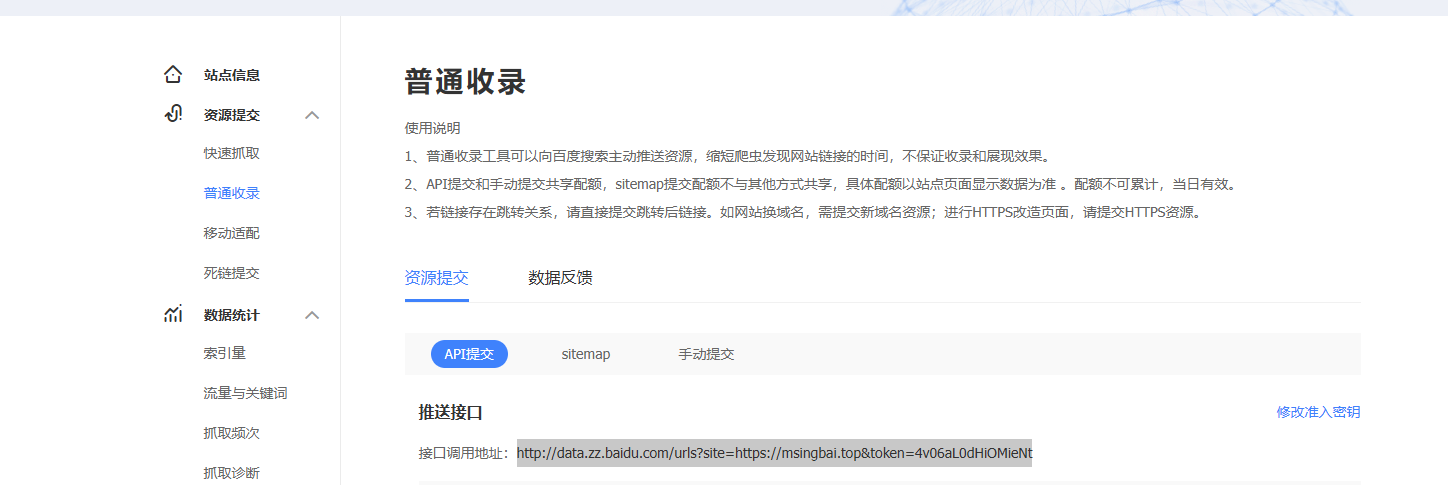 站点信息
资源提交
快速抓取
普通收录
移动适配
死链提交
数据统计
索引量
流量与关键词
抓取频次
抓取诊断
普通收录
使用说明
1、普通收录工具可以向百度搜索主动推送资源，缩短爬虫发现网站链接的时间，不保证收录和展现效果。
2、API提交和手动提交共享配额，sitemap提交配额不与其他方式共享，具体配额以站点页面显示数据为准 。配额不可累计，当日有效。
3、若链接存在跳转关系，请直接提交跳转后链接。如网站换域名，需提交新域名资源；进行HTTPS改造页面，请提交HTTPS资源。
资源提交 数据反馈
API提交 sitemap 手动提交
推送接口 修改准入密钥
接口调用地址：http://data.zz.baidu.com/urls?site=https://msingbai.top&token=4v06aL0dHiOMieNt